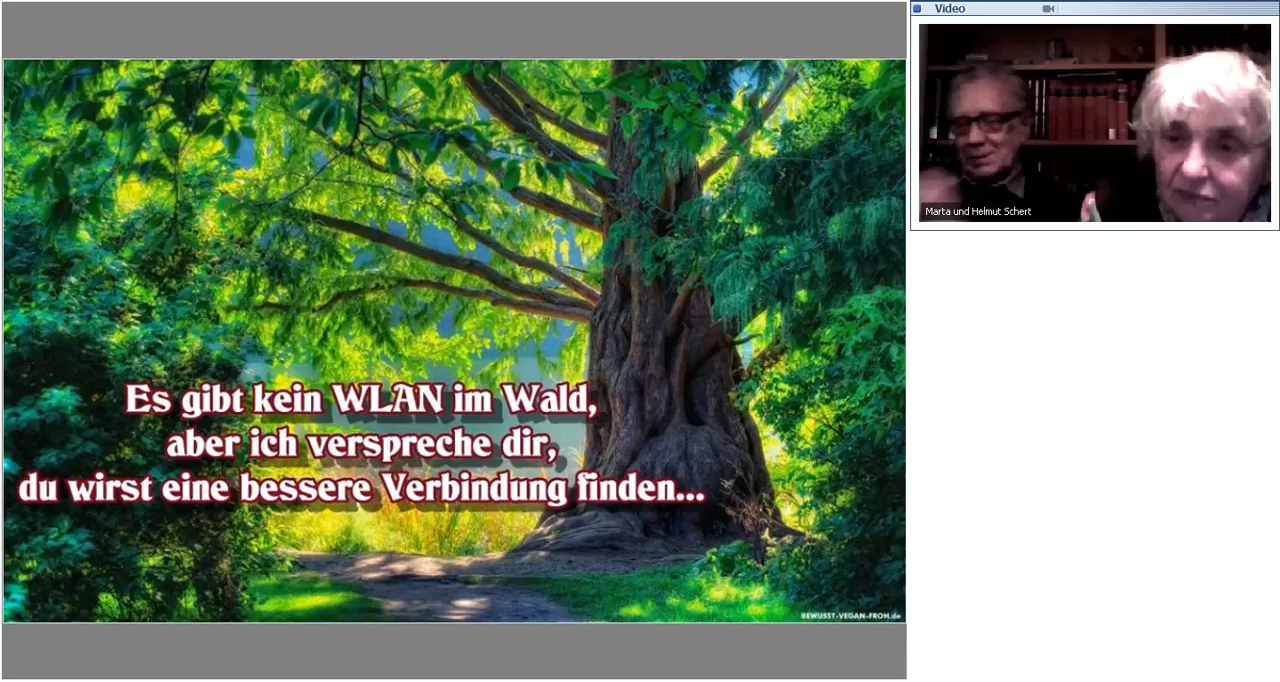 Es gibt kein WLAN im Wald,
aber ich verspreche dir,
du wirst eine bessere Verbindung finden...
BEWUSST-VEGAN-FROH.de
Video
Marta und Helmut Schert